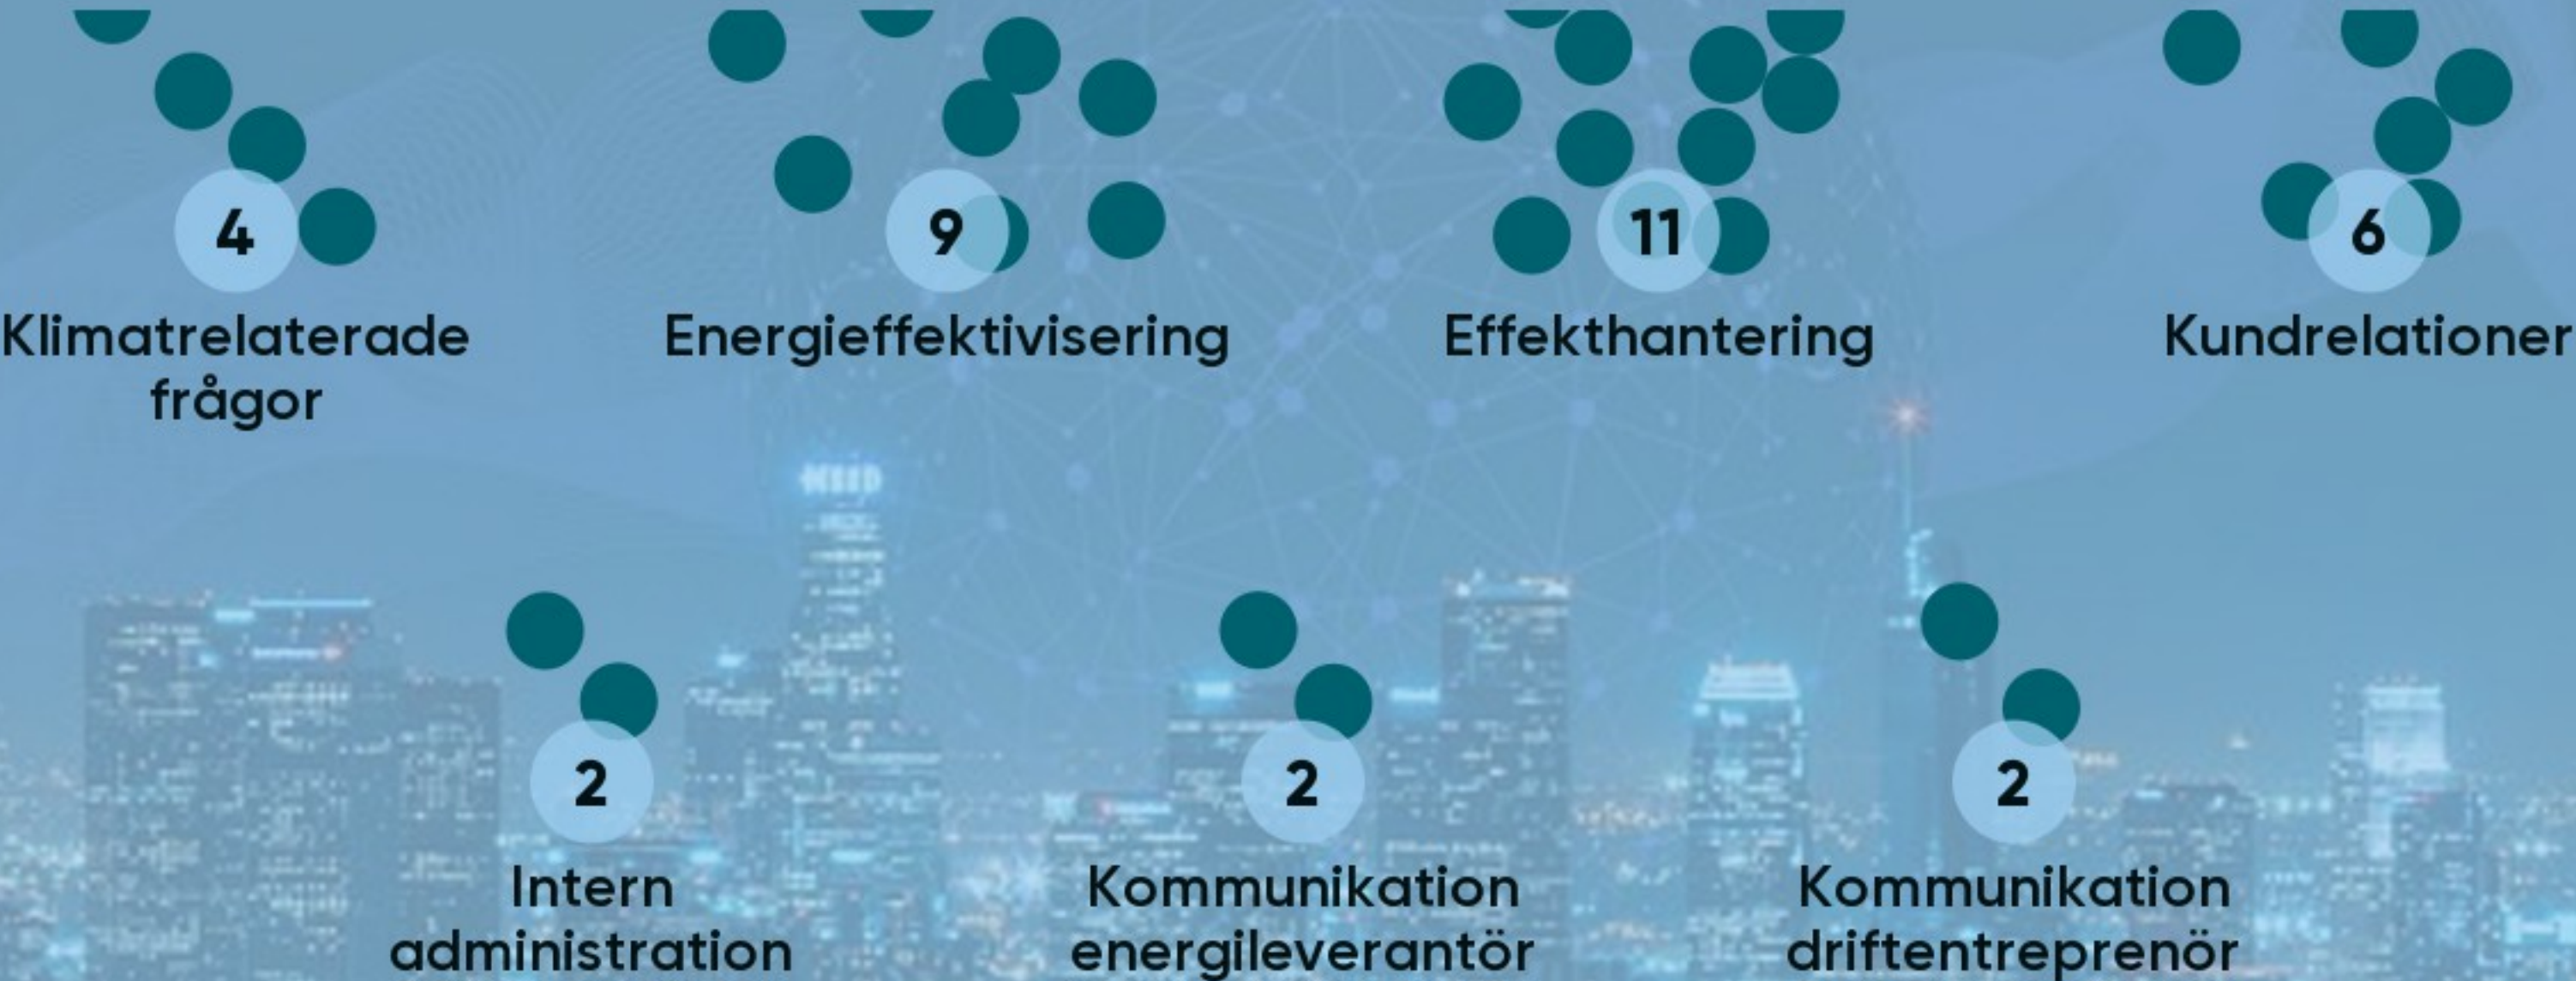 4
9
11
6
Klimatrelaterade
frågor
Energieffektivisering
Effekthantering
Kundrelationer
2
2
2
Intern
administration
Kommunikation
energileverantör
Kommunikation
driftentreprenör